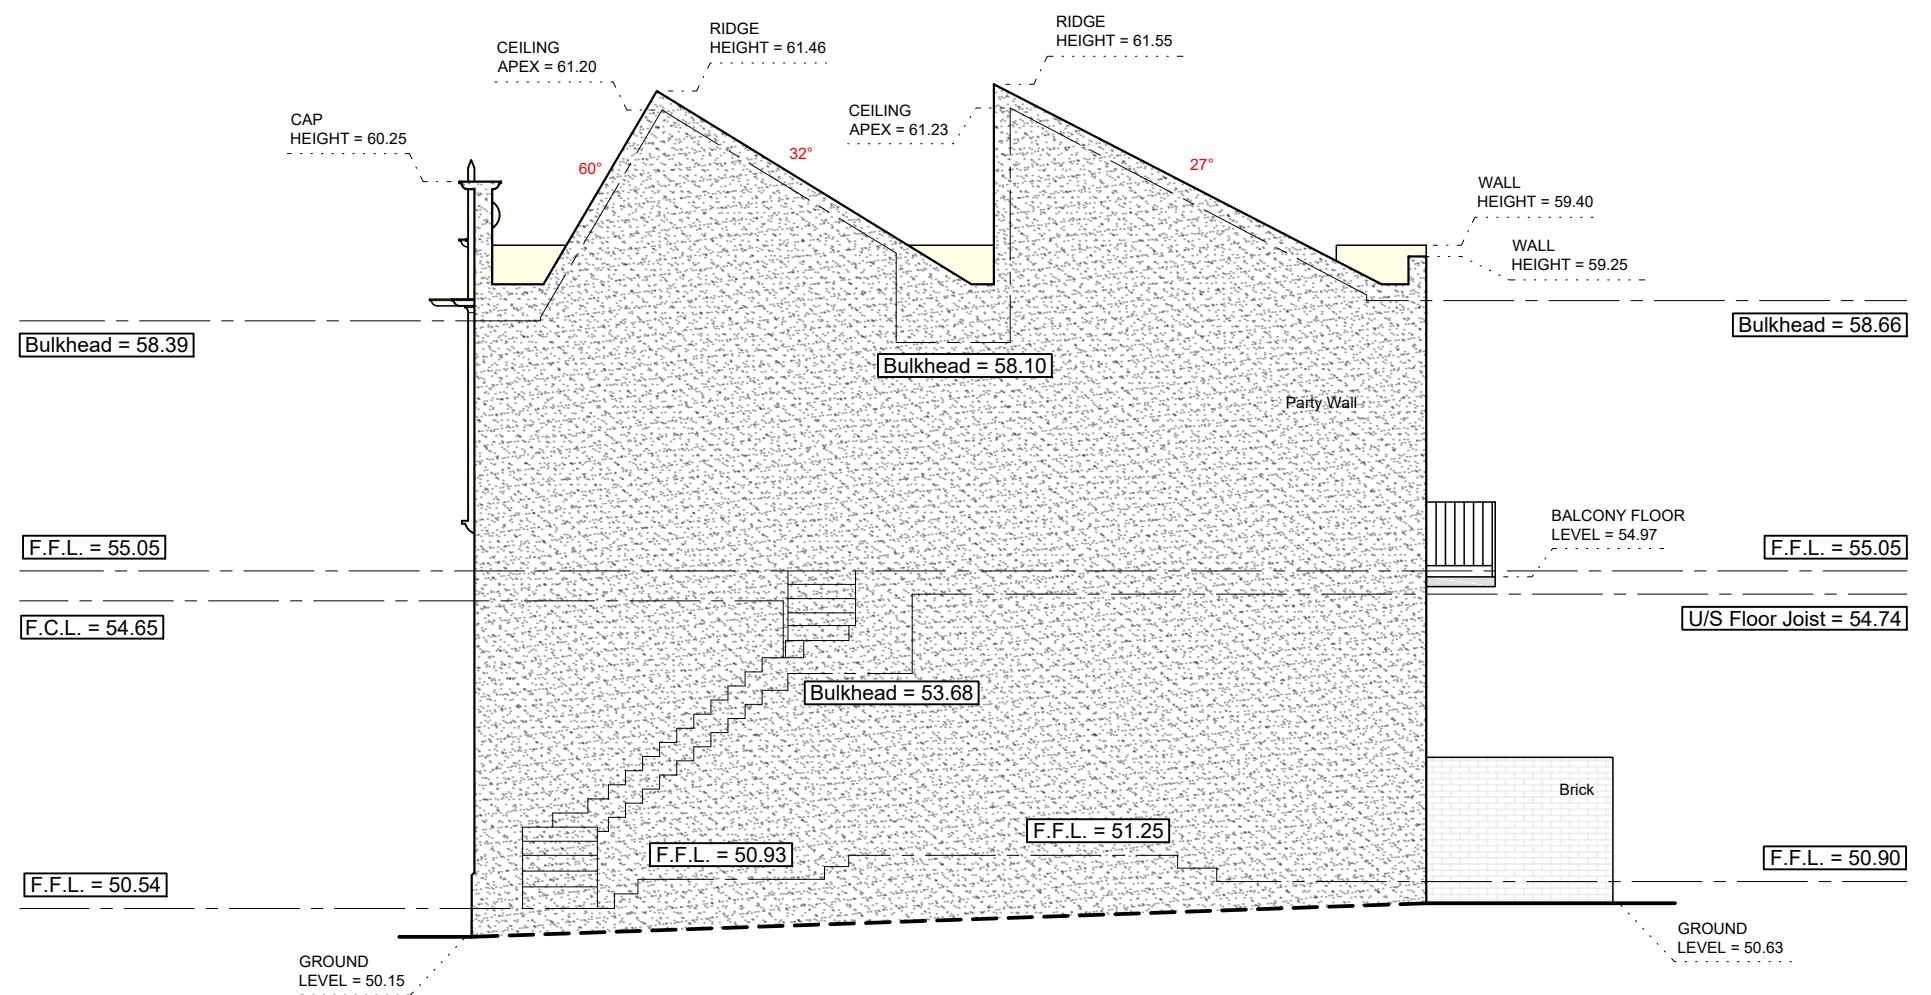 RIDGE
HEIGHT = 61.55
RIDGE
HEIGHT = 61.46
CEILING
APEX = 61.20
CEILING
APEX = 61.23
CAP
HEIGHT = 60.25
60°
32°
27°
WALL
HEIGHT = 59.40
WALL
HEIGHT = 59.25
Bulkhead = 58.39
Bulkhead = 58.66
Bulkhead = 58.10
Party Wall
BALCONY FLOOR
LEVEL = 54.97
F.F.L. = 55.05
F.F.L. = 55.05
F.C.L. = 54.65
U/S Floor Joist = 54.74
Bulkhead = 53.68
Brick
F.F.L. = 51.25
F.F.L. = 50.93
F.F.L. = 50.90
F.F.L. = 50.54
GROUND
LEVEL = 50.63
GROUND
LEVEL = 50.15